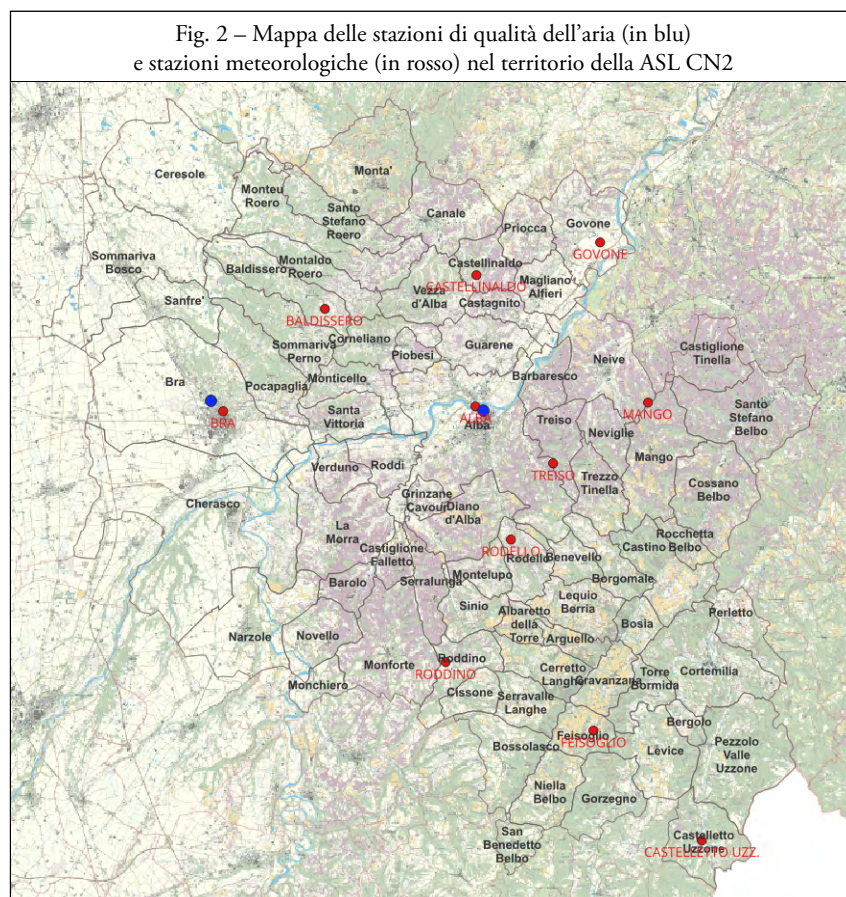 Fig. 2 – Mappa delle stazioni di qualità dell'aria (in blu)
e stazioni meteorologiche (in rosso) nel territorio della ASL CN2
Ceresole
Monteu
Roero
Monta'
Santo
Stefano
Roero
Canale
Priocca
Govone
GOVONE
Sommariva
Bosco
Baldissero
Montaldo
Roero
Castellinaldo
CASTELLINALDO
Vezza
d'Alba
Castagnito
Magliano
Alfieri
Sanfre'
BALDISSERO
Sommariva
Perno
Corneliano
Piobesi
Guarene
Neive
Castiglione
Tinella
Bra
BRA
Pocapaglia
Monticello
Santa
Vittoria
Barbaresco
ALBA
Alba
Treiso
TREISO
Neviglie
MANGO
Mango
Santo
Stefano
Belbo
Verduno
Roddi
Trezzo
Tinella
Cossano
Belbo
Cherasco
Grinzane
Cavour
Diano
d'Alba
La
Morra
Castiglione
Falletto
RODELLO
Rodello
Benevello
Castino
Rocchetta
Belbo
Barolo
Serralunga
Montelupo
Borgomale
Sinio
Albaretto
della
Torre
Lequio
Berria
Arguello
Bosia
Perletto
Narzole
Novello
Monforte
Roddino
RODDINO
Cerretto
Langhe
Cravanzana
Torre
Bormida
Cortemilia
Monchiero
Cissone
Serravalle
Langhe
Bossolasco
Feisoglio
FEISOGLIO
Bergolo
Levice
Pezzolo
Valle
Uzzone
Niella
Belbo
Gorzegno
San
Benedetto
Belbo
Castelletto
Uzzone
CASTELLETTO UZZ.